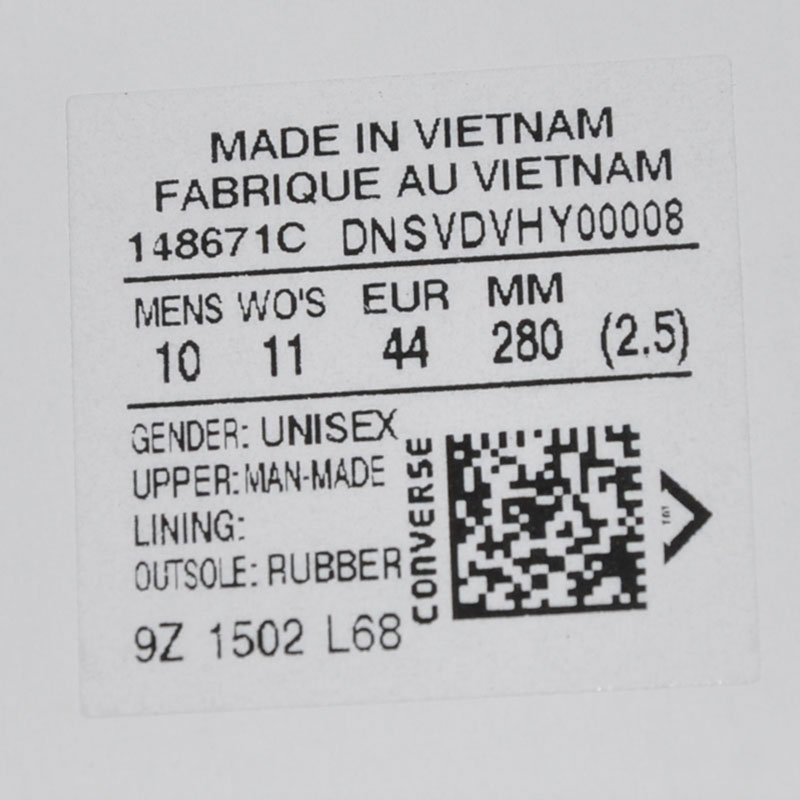 MADE IN VIETNAM
FABRIQUE AU VIETNAM
148671C DNSVDVHY00008
MENS WO'S EUR MM
10 11 44 280 (2.5)
GENDER: UNISEX
UPPER: MAN-MADE
LINING:
OUTSOLE: RUBBER
9Z 1502 L68
CONVERSE